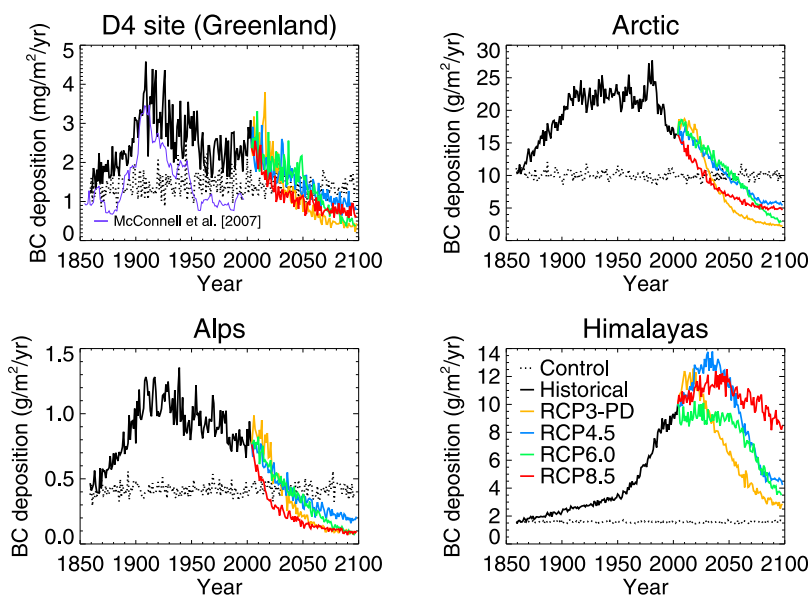 D4 site (Greenland)
BC deposition (mg/m²/yr)
5
4
3
2
1
0
McConnell et al. [2007]
1850 1900 1950 2000 2050 2100
Year
Arctic
BC deposition (g/m²/yr)
30
25
20
15
10
5
0
1850 1900 1950 2000 2050 2100
Year
Alps
BC deposition (g/m²/yr)
1.5
1.0
0.5
0.0
1850 1900 1950 2000 2050 2100
Year
Himalayas
BC deposition (g/m²/yr)
14
12
10
8
6
4
2
0
Control
Historical
RCP3-PD
RCP4.5
RCP6.0
RCP8.5
1850 1900 1950 2000 2050 2100
Year